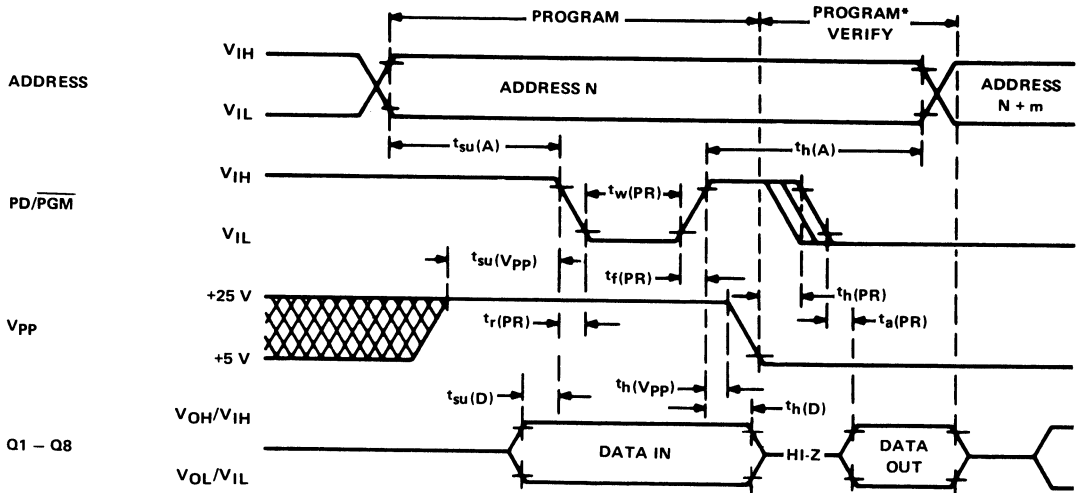 PROGRAM
PROGRAM*
VERIFY
ADDRESS
VIH
VIL
ADDRESS N
ADDRESS
N + m
tsu(A)
th(A)
PD/PGM
VIH
VIL
tw(PR)
tsu(VPP)
tf(PR)
th(PR)
VPP
+25 V
+5 V
tr(PR)
ta(PR)
tsu(D)
th(VPP)
th(D)
Q1 – Q8
VOH/VIH
VOL/VIL
DATA IN
HI-Z
DATA
OUT